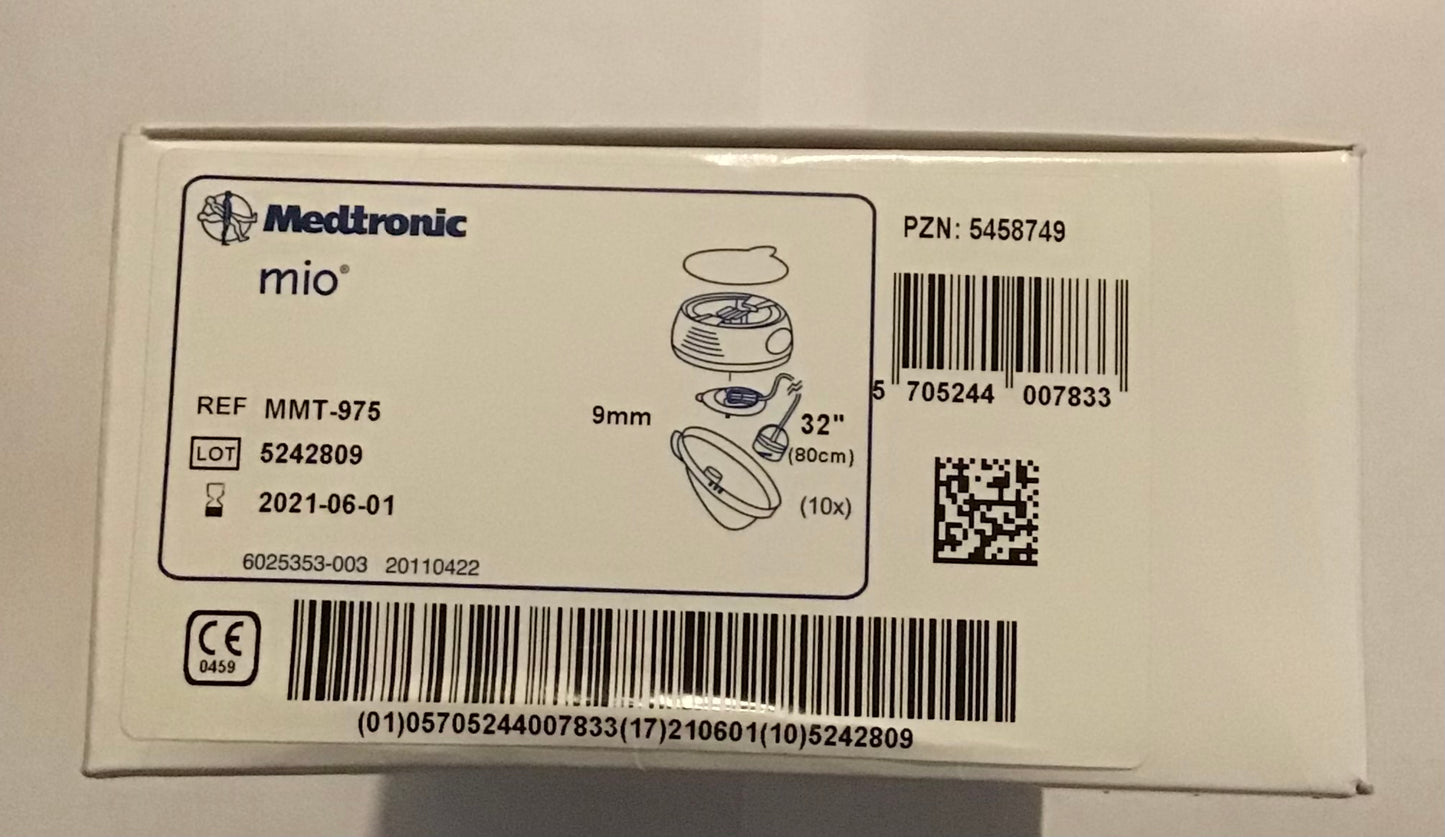 Medtronic
mio®
REF MMT-975
LOT 5242809
2021-06-01
6025353-003 20110422
9mm
32"
(80cm)
(10x)
PZN: 5458749
5 705244 007833
CE
0459
(01)05705244007833(17)210601(10)5242809